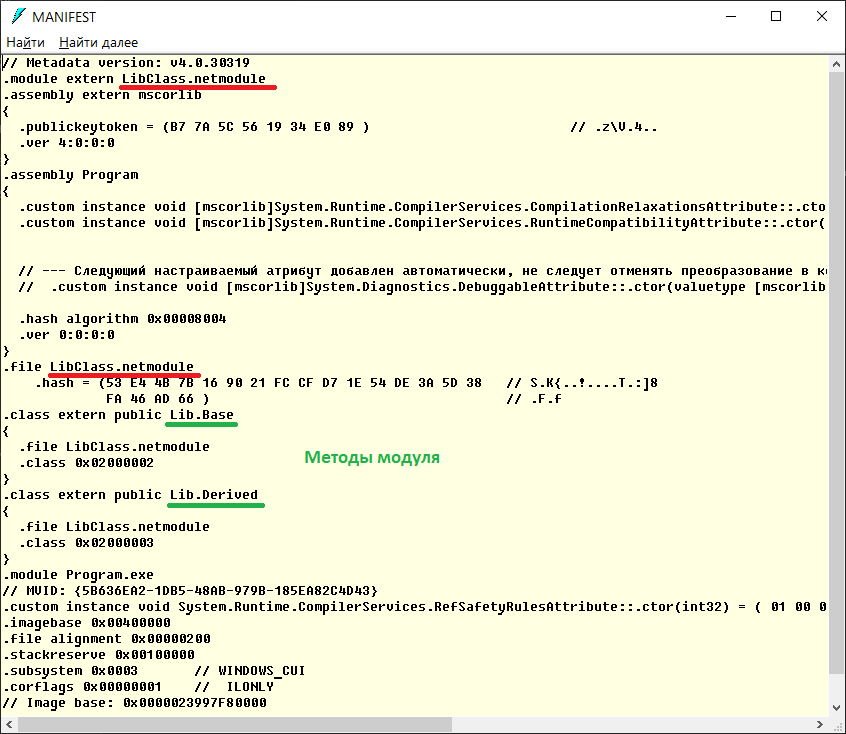 MANIFEST
Найти Найти далее
// Metadata version: v4.0.30319
.module extern LibClass.netmodule
.assembly extern mscorlib
{
  .publickeytoken = (B7 7A 5C 56 19 34 E0 89 )                         // .z\V.4..
  .ver 4:0:0:0
}
.assembly Program
{
  .custom instance void [mscorlib]System.Runtime.CompilerServices.CompilationRelaxationsAttribute::.cto
  .custom instance void [mscorlib]System.Runtime.CompilerServices.RuntimeCompatibilityAttribute::.ctor(
  // --- Следующий настраиваемый атрибут добавлен автоматически, не следует отменять преобразование в к
  //  .custom instance void [mscorlib]System.Diagnostics.DebuggableAttribute::.ctor(valuetype [mscorlib
  .hash algorithm 0x00008004
  .ver 0:0:0:0
}
.file LibClass.netmodule
    .hash = (53 E4 4B 7B 16 90 21 FC CF D7 1E 54 DE 3A 5D 38   // S.K{..!....T.:]8
             FA 46 AD 66 )                                     // .F.f
.class extern public Lib.Base
{
  .file LibClass.netmodule
  .class 0x02000002
Методы модуля
}
.class extern public Lib.Derived
{
  .file LibClass.netmodule
  .class 0x02000003
}
.module Program.exe
// MVID: {5B636EA2-1DB5-48AB-979B-185EA82C4D43}
.custom instance void System.Runtime.CompilerServices.RefSafetyRulesAttribute::.ctor(int32) = ( 01 00 0
.imagebase 0x00400000
.file alignment 0x00000200
.stackreserve 0x00100000
.subsystem 0x0003       // WINDOWS_CUI
.corflags 0x00000001    //  ILONLY
// Image base: 0x0000023997F80000